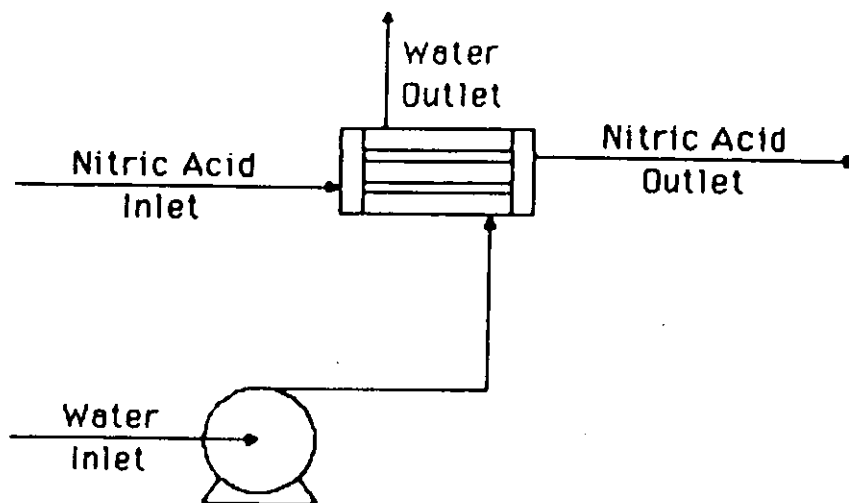 Water
Outlet
Nitric Acid
Inlet
Nitric Acid
Outlet
Water
Inlet